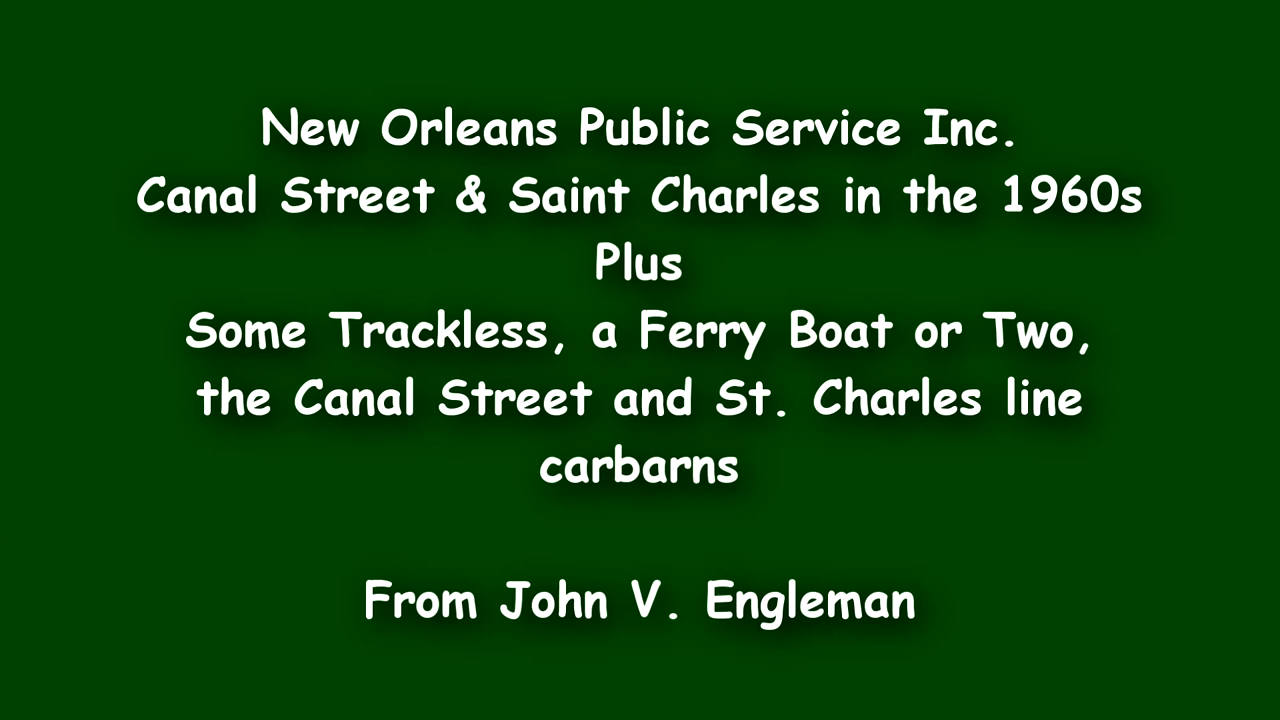 New Orleans Public Service Inc.
Canal Street & Saint Charles in the 1960s
Plus
Some Trackless, a Ferry Boat or Two,
the Canal Street and St. Charles line
carbarns
From John V. Engleman